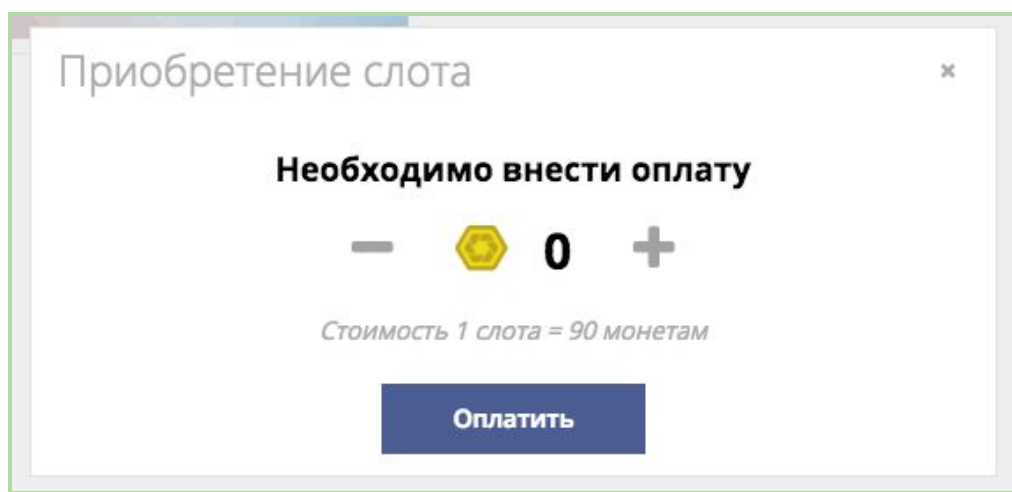 Приобретение слота
Необходимо внести оплату
0
Стоимость 1 слота = 90 монетам
Оплатить